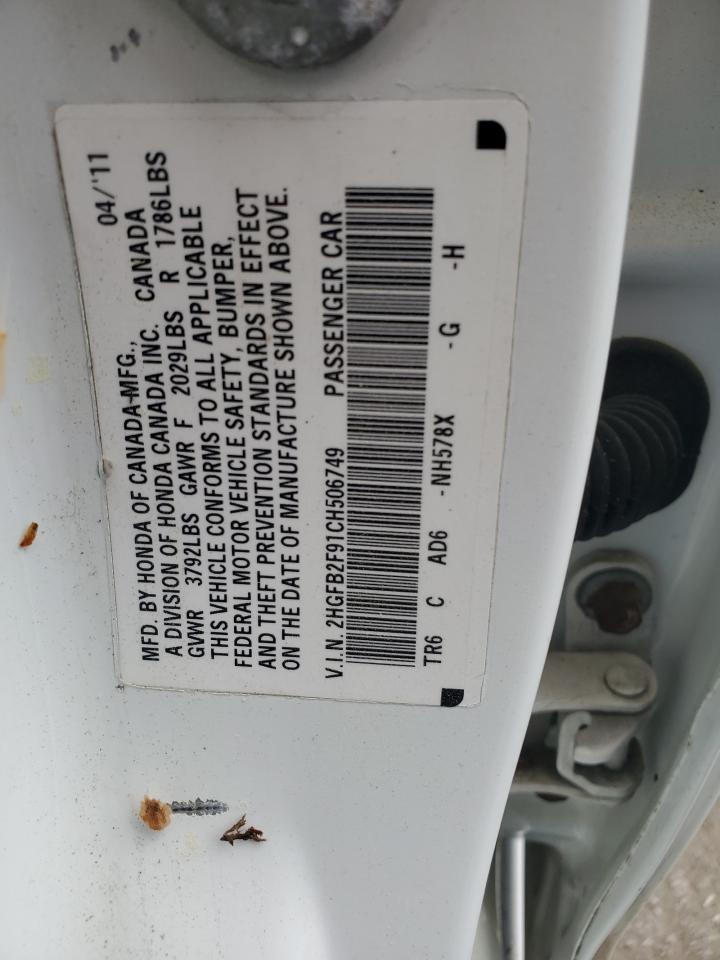 MFD. BY HONDA OF CANADA MFG., 04/'11
A DIVISION OF HONDA CANADA INC. CANADA
GVWR 3792LBS GAWR F 2029LBS R 1786LBS
THIS VEHICLE CONFORMS TO ALL APPLICABLE
FEDERAL MOTOR VEHICLE SAFETY, BUMPER,
AND THEFT PREVENTION STANDARDS IN EFFECT
ON THE DATE OF MANUFACTURE SHOWN ABOVE.
V.I.N. 2HGFB2F91CH506749 PASSENGER CAR
TR6 C AD6 -NH578X -G -H